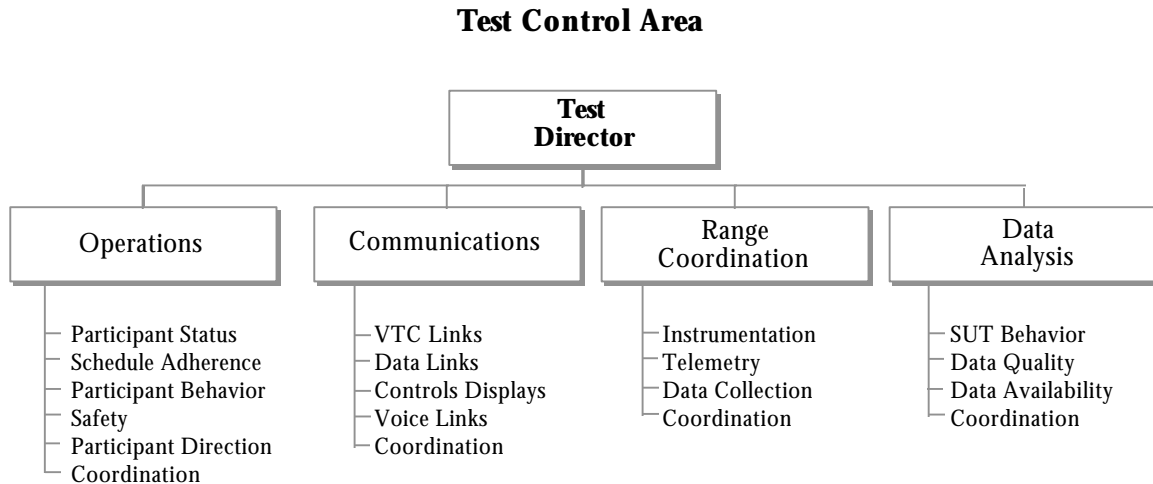 Test Control Area
Test
Director
Operations
Communications
Range
Coordination
Data
Analysis
Participant Status
Schedule Adherence
Participant Behavior
Safety
Participant Direction
Coordination
VTC Links
Data Links
Controls Displays
Voice Links
Coordination
Instrumentation
Telemetry
Data Collection
Coordination
SUT Behavior
Data Quality
Data Availability
Coordination